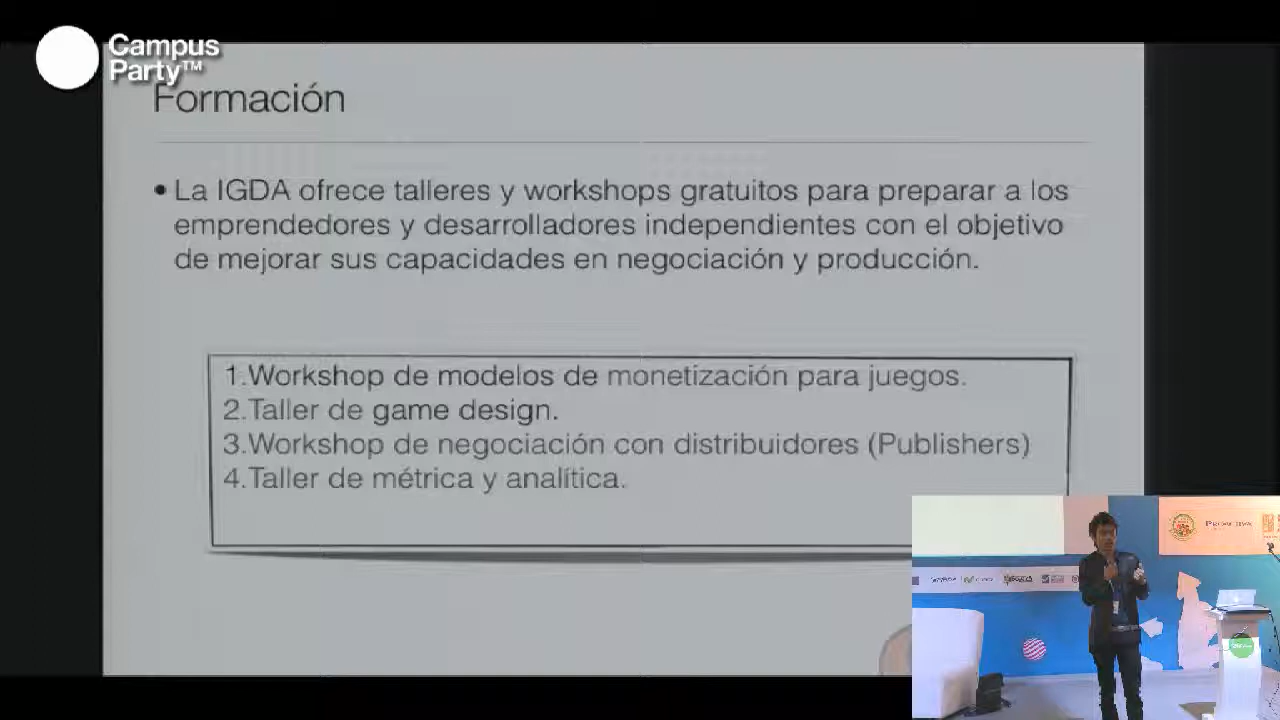 Campus
Party™
Formación
• La IGDA ofrece talleres y workshops gratuitos para preparar a los
emprendedores y desarrolladores independientes con el objetivo
de mejorar sus capacidades en negociación y producción.
1.Workshop de modelos de monetización para juegos.
2.Taller de game design.
3.Workshop de negociación con distribuidores (Publishers)
4.Taller de métrica y analítica.